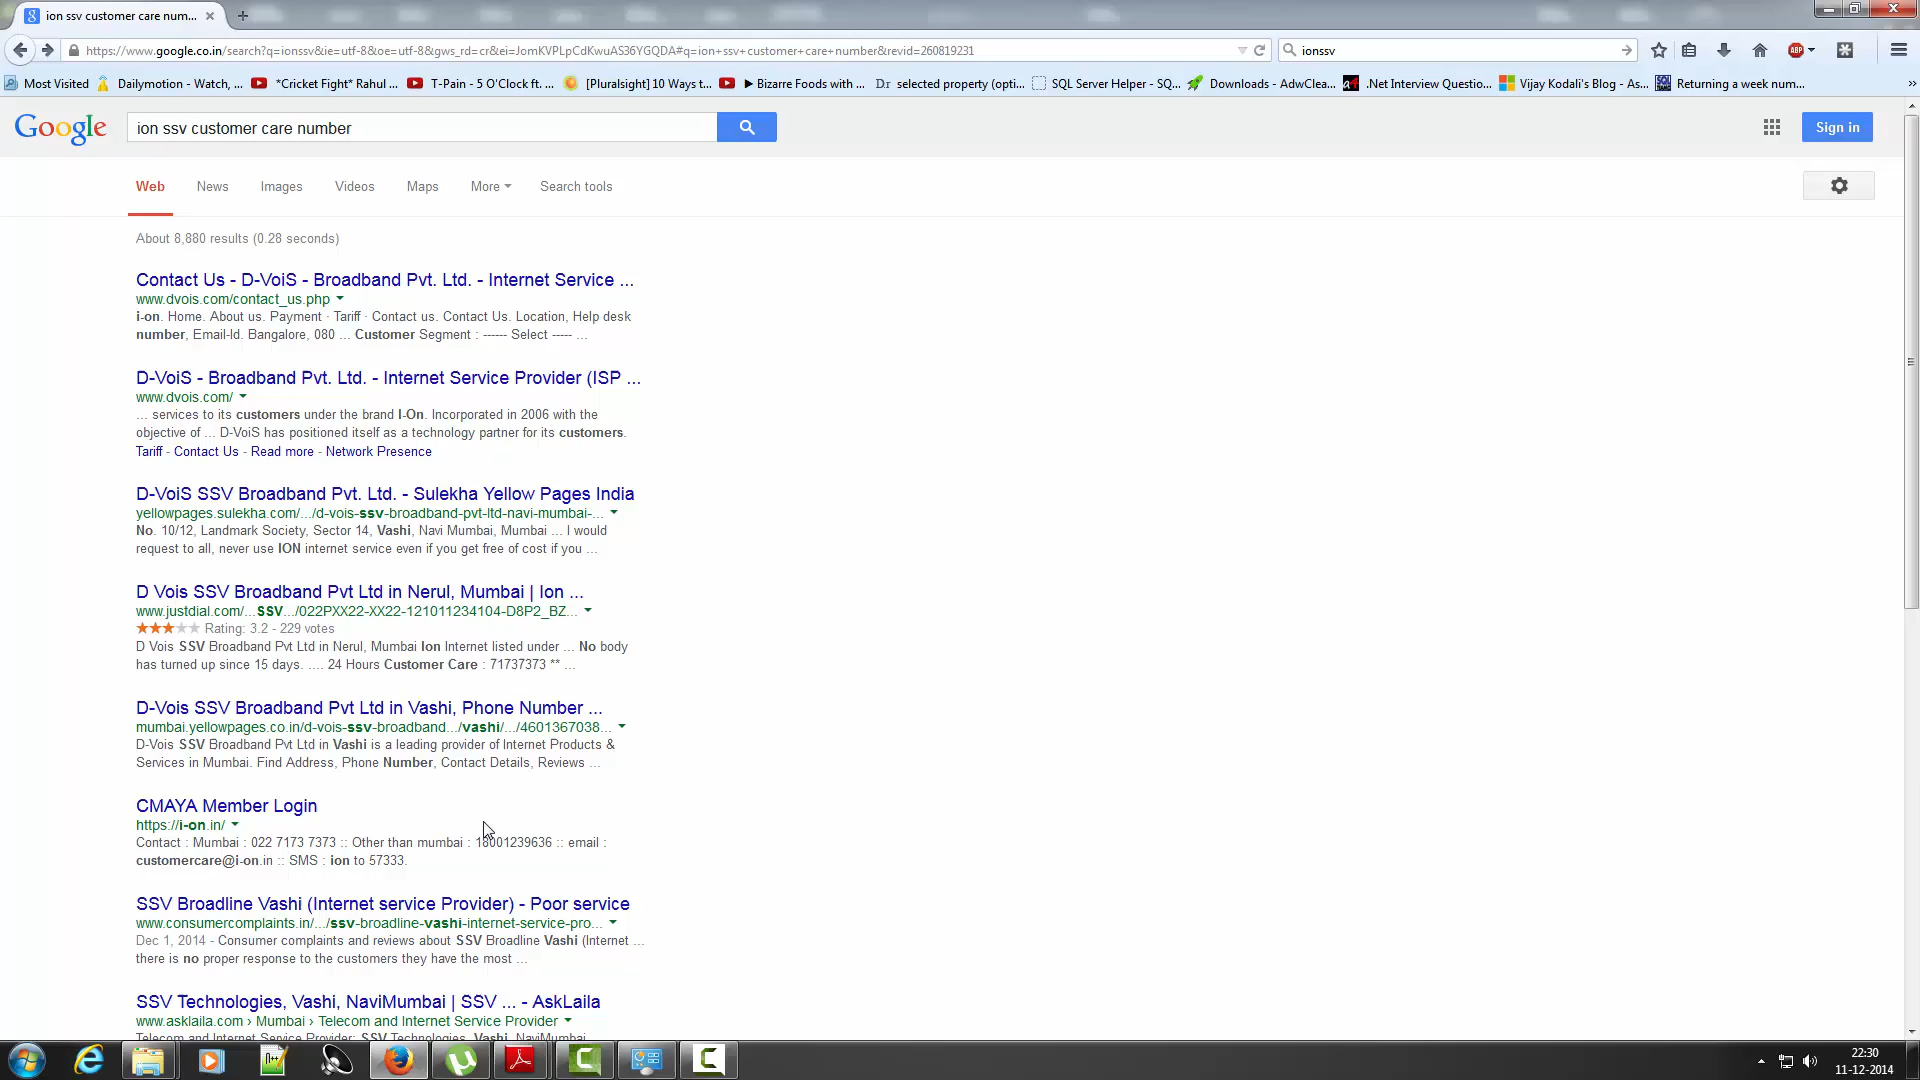 ion ssv customer care num...
https://www.google.co.in/search?q=ionssv&ie=utf-8&oe=utf-8&gws_rd=cr&ei=JomKVPLpCdKwuAS36YGQDA#q=ion+ssv+customer+care+number&revid=260819231
ionssv
ABP
Most Visited
Dailymotion - Watch, ...
*Cricket Fight* Rahul ...
T-Pain - 5 O'Clock ft. ...
[Pluralsight] 10 Ways t...
Bizarre Foods with ...
Dr selected property (opti...
SQL Server Helper - SQ...
Downloads - AdwClea...
.Net Interview Questio...
Vijay Kodali's Blog - As...
Returning a week num...
Google
ion ssv customer care number
Sign in
Web News Images Videos Maps More Search tools
About 8,880 results (0.28 seconds)
Contact Us - D-VoiS - Broadband Pvt. Ltd. - Internet Service ...
www.dvois.com/contact_us.php
i-on. Home. About us. Payment · Tariff · Contact us. Contact Us. Location, Help desk
number, Email-Id. Bangalore, 080 ... Customer Segment : ------ Select ----- ...
D-VoiS - Broadband Pvt. Ltd. - Internet Service Provider (ISP ...
www.dvois.com/
... services to its customers under the brand I-On. Incorporated in 2006 with the
objective of ... D-VoiS has positioned itself as a technology partner for its customers.
Tariff - Contact Us - Read more - Network Presence
D-VoiS SSV Broadband Pvt. Ltd. - Sulekha Yellow Pages India
yellowpages.sulekha.com/.../d-vois-ssv-broadband-pvt-ltd-navi-mumbai-...
No. 10/12, Landmark Society, Sector 14, Vashi, Navi Mumbai, Mumbai ... I would
request to all, never use ION internet service even if you get free of cost if you ...
D Vois SSV Broadband Pvt Ltd in Nerul, Mumbai | Ion ...
www.justdial.com/...SSV.../022PXX22-XX22-121011234104-D8P2_BZ...
Rating: 3.2 - 229 votes
D Vois SSV Broadband Pvt Ltd in Nerul, Mumbai Ion Internet listed under ... No body
has turned up since 15 days. .... 24 Hours Customer Care : 71737373 ** ...
D-Vois SSV Broadband Pvt Ltd in Vashi, Phone Number ...
mumbai.yellowpages.co.in/d-vois-ssv-broadband.../vashi/.../4601367038...
D-Vois SSV Broadband Pvt Ltd in Vashi is a leading provider of Internet Products &
Services in Mumbai. Find Address, Phone Number, Contact Details, Reviews ...
CMAYA Member Login
https://i-on.in/
Contact : Mumbai : 022 7173 7373 :: Other than mumbai : 18001239636 :: email :
customercare@i-on.in :: SMS : ion to 57333.
SSV Broadline Vashi (Internet service Provider) - Poor service
www.consumercomplaints.in/.../ssv-broadline-vashi-internet-service-pro...
Dec 1, 2014 - Consumer complaints and reviews about SSV Broadline Vashi (Internet ...
there is no proper response to the customers they have the most ...
SSV Technologies, Vashi, NaviMumbai | SSV ... - AskLaila
www.asklaila.com › Mumbai › Telecom and Internet Service Provider
Telecom and Internet Service Provider: SSV Technologies, Vashi, NaviMumbai
22:30
11-12-2014